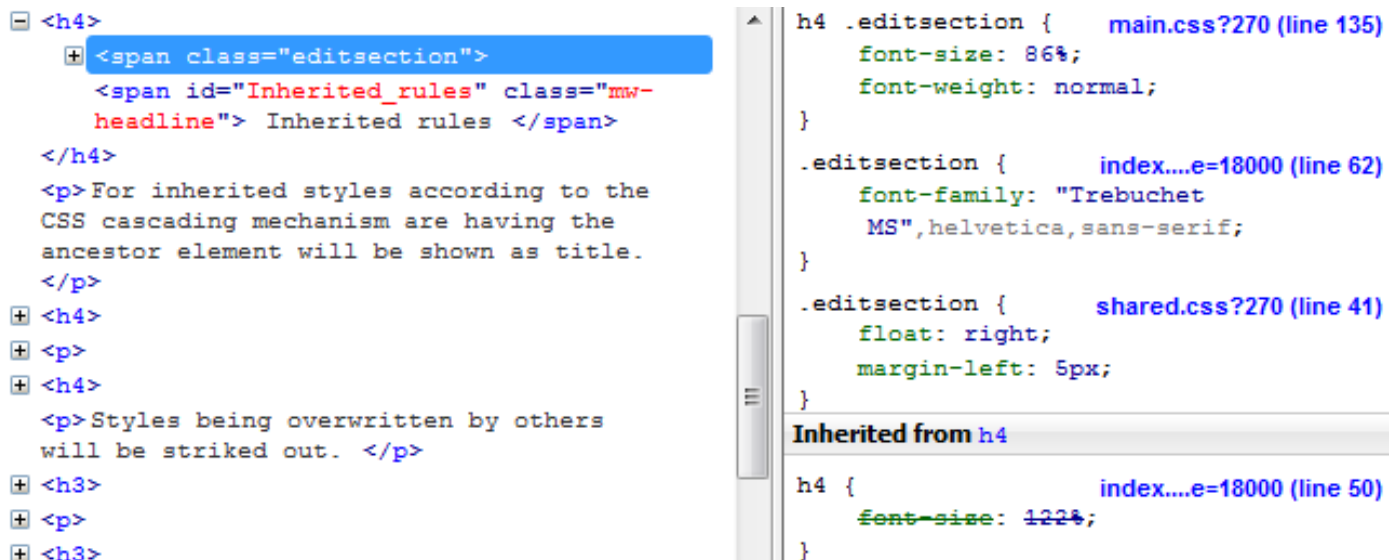 <h4>
<span class="editsection">
<span id="Inherited_rules" class="mw-
headline"> Inherited rules </span>
</h4>
<p>For inherited styles according to the
CSS cascading mechanism are having the
ancestor element will be shown as title.
</p>
<h4>
<p>
<h4>
<p>Styles being overwritten by others
will be striked out. </p>
<h3>
<p>
<h3>
h4 .editsection { main.css?270 (line 135)
font-size: 86%;
font-weight: normal;
}
.editsection { index....e=18000 (line 62)
font-family: "Trebuchet
MS",helvetica,sans-serif;
}
.editsection { shared.css?270 (line 41)
float: right;
margin-left: 5px;
}
Inherited from h4
h4 { index....e=18000 (line 50)
font-size: 122%;
}